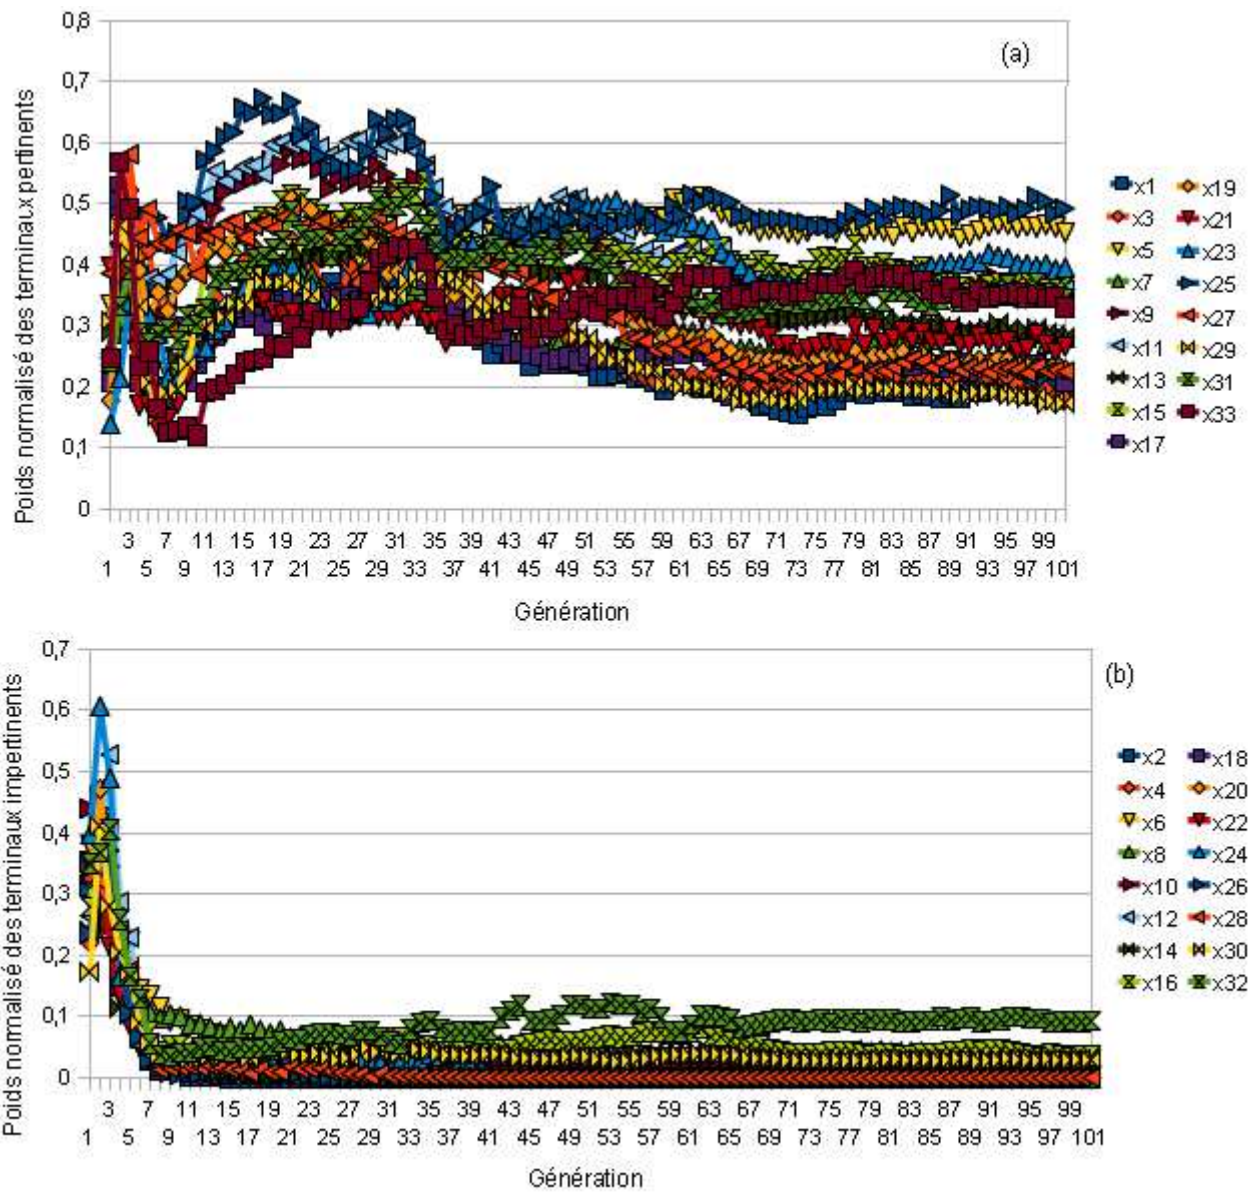 0,8
0,7
0,6
0,5
0,4
0,3
0,2
0,1
0
Poids normalisé des terminaux pertinents
(a)
3 7 11 15 19 23 27 31 35 39 43 47 51 55 59 63 67 71 75 79 83 87 91 95 99
1 5 9 13 17 21 25 29 33 37 41 45 49 53 57 61 65 69 73 77 81 85 89 93 97 101
Génération
x1 x19
x3 x21
x5 x23
x7 x25
x9 x27
x11 x29
x13 x31
x15 x33
x17
0,7
0,6
0,5
0,4
0,3
0,2
0,1
0
Poids normalisé des terminaux impertinents
(b)
3 7 11 15 19 23 27 31 35 39 43 47 51 55 59 63 67 71 75 79 83 87 91 95 99
1 5 9 13 17 21 25 29 33 37 41 45 49 53 57 61 65 69 73 77 81 85 89 93 97 101
Génération
x2 x18
x4 x20
x6 x22
x8 x24
x10 x26
x12 x28
x14 x30
x16 x32